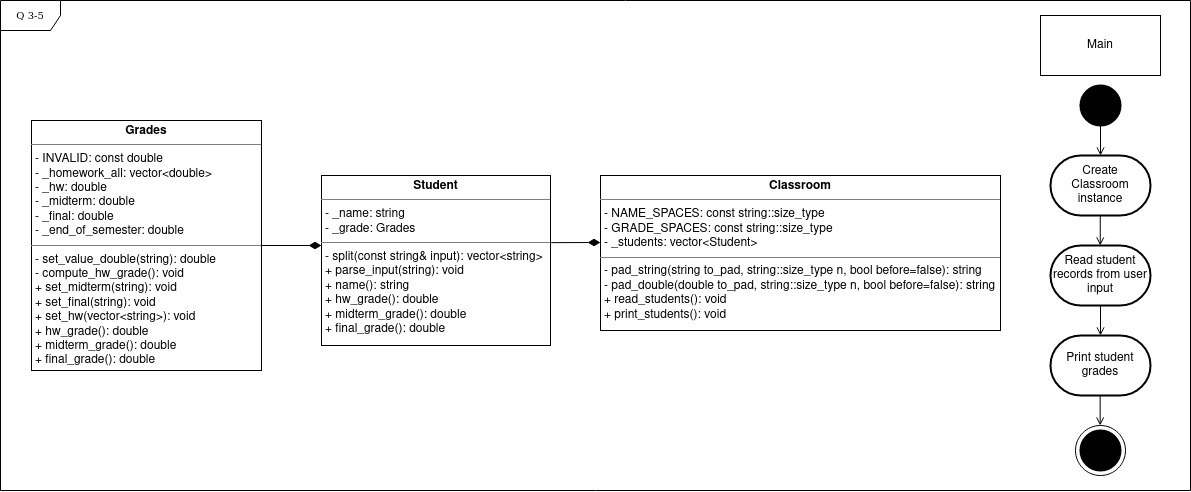 Q 3-5
Grades
- INVALID: const double
- _homework_all: vector<double>
- _hw: double
- _midterm: double
- _final: double
- _end_of_semester: double
- set_value_double(string): double
- compute_hw_grade(): void
+ set_midterm(string): void
+ set_final(string): void
+ set_hw(vector<string>): void
+ hw_grade(): double
+ midterm_grade(): double
+ final_grade(): double
Student
- _name: string
- _grade: Grades
- split(const string& input): vector<string>
+ parse_input(string): void
+ name(): string
+ hw_grade(): double
+ midterm_grade(): double
+ final_grade(): double
Classroom
- NAME_SPACES: const string::size_type
- GRADE_SPACES: const string::size_type
- _students: vector<Student>
- pad_string(string to_pad, string::size_type n, bool before=false): string
- pad_double(double to_pad, string::size_type n, bool before=false): string
+ read_students(): void
+ print_students(): void
Main
Create
Classroom
instance
Read student
records from user
input
Print student
grades